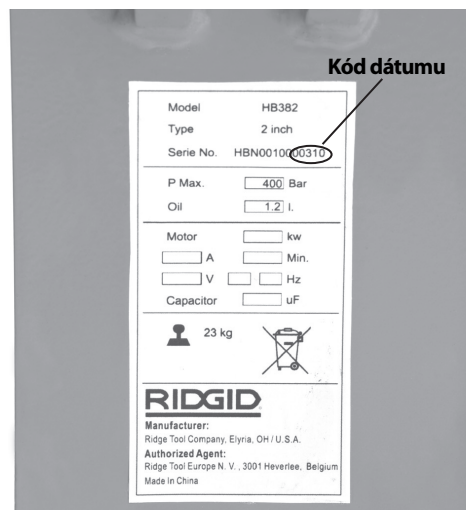 Kód dátumu
Model HB382
Type 2 inch
Serie No. HBN0010000310
P Max. 400 Bar
Oil 1.2 l.
Motor kw
A Min.
V Hz
Capacitor uF
23 kg
RIDGID
Manufacturer:
Ridge Tool Company, Elyria, OH / U.S.A.
Authorized Agent:
Ridge Tool Europe N. V. , 3001 Heverlee, Belgium
Made In China